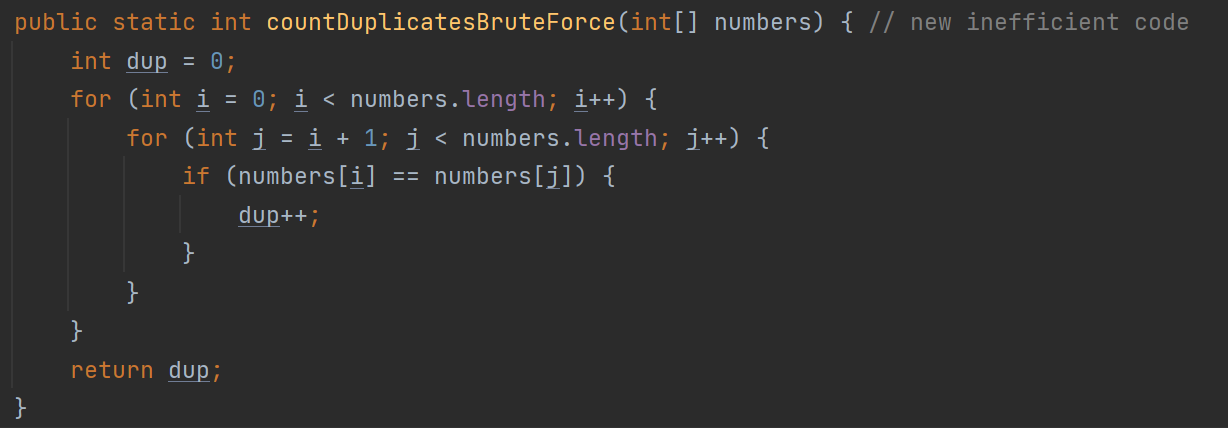 public static int countDuplicatesBruteForce(int[] numbers) { // new inefficient code
    int dup = 0;
    for (int i = 0; i < numbers.length; i++) {
        for (int j = i + 1; j < numbers.length; j++) {
            if (numbers[i] == numbers[j]) {
                dup++;
            }
        }
    }
    return dup;
}